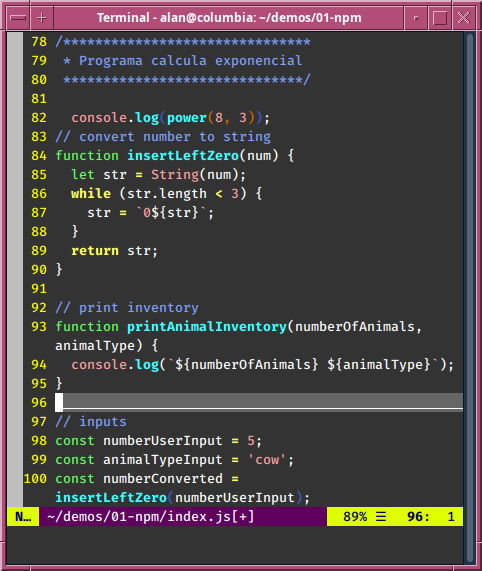 Terminal - alan@columbia: ~/demos/01-npm
78 /*******************************
79  * Programa calcula exponencial
80  ******************************/
81
82   console.log(power(8, 3));
83 // convert number to string
84 function insertLeftZero(num) {
85   let str = String(num);
86   while (str.length < 3) {
87     str = `0${str}`;
88   }
89   return str;
90 }
91
92 // print inventory
93 function printAnimalInventory(numberOfAnimals,
animalType) {
94   console.log(`${numberOfAnimals} ${animalType}`);
95 }
96
97 // inputs
98 const numberUserInput = 5;
99 const animalTypeInput = 'cow';
100 const numberConverted =
insertLeftZero(numberUserInput);
N… ~/demos/01-npm/index.js[+] 89% ☰ 96: 1